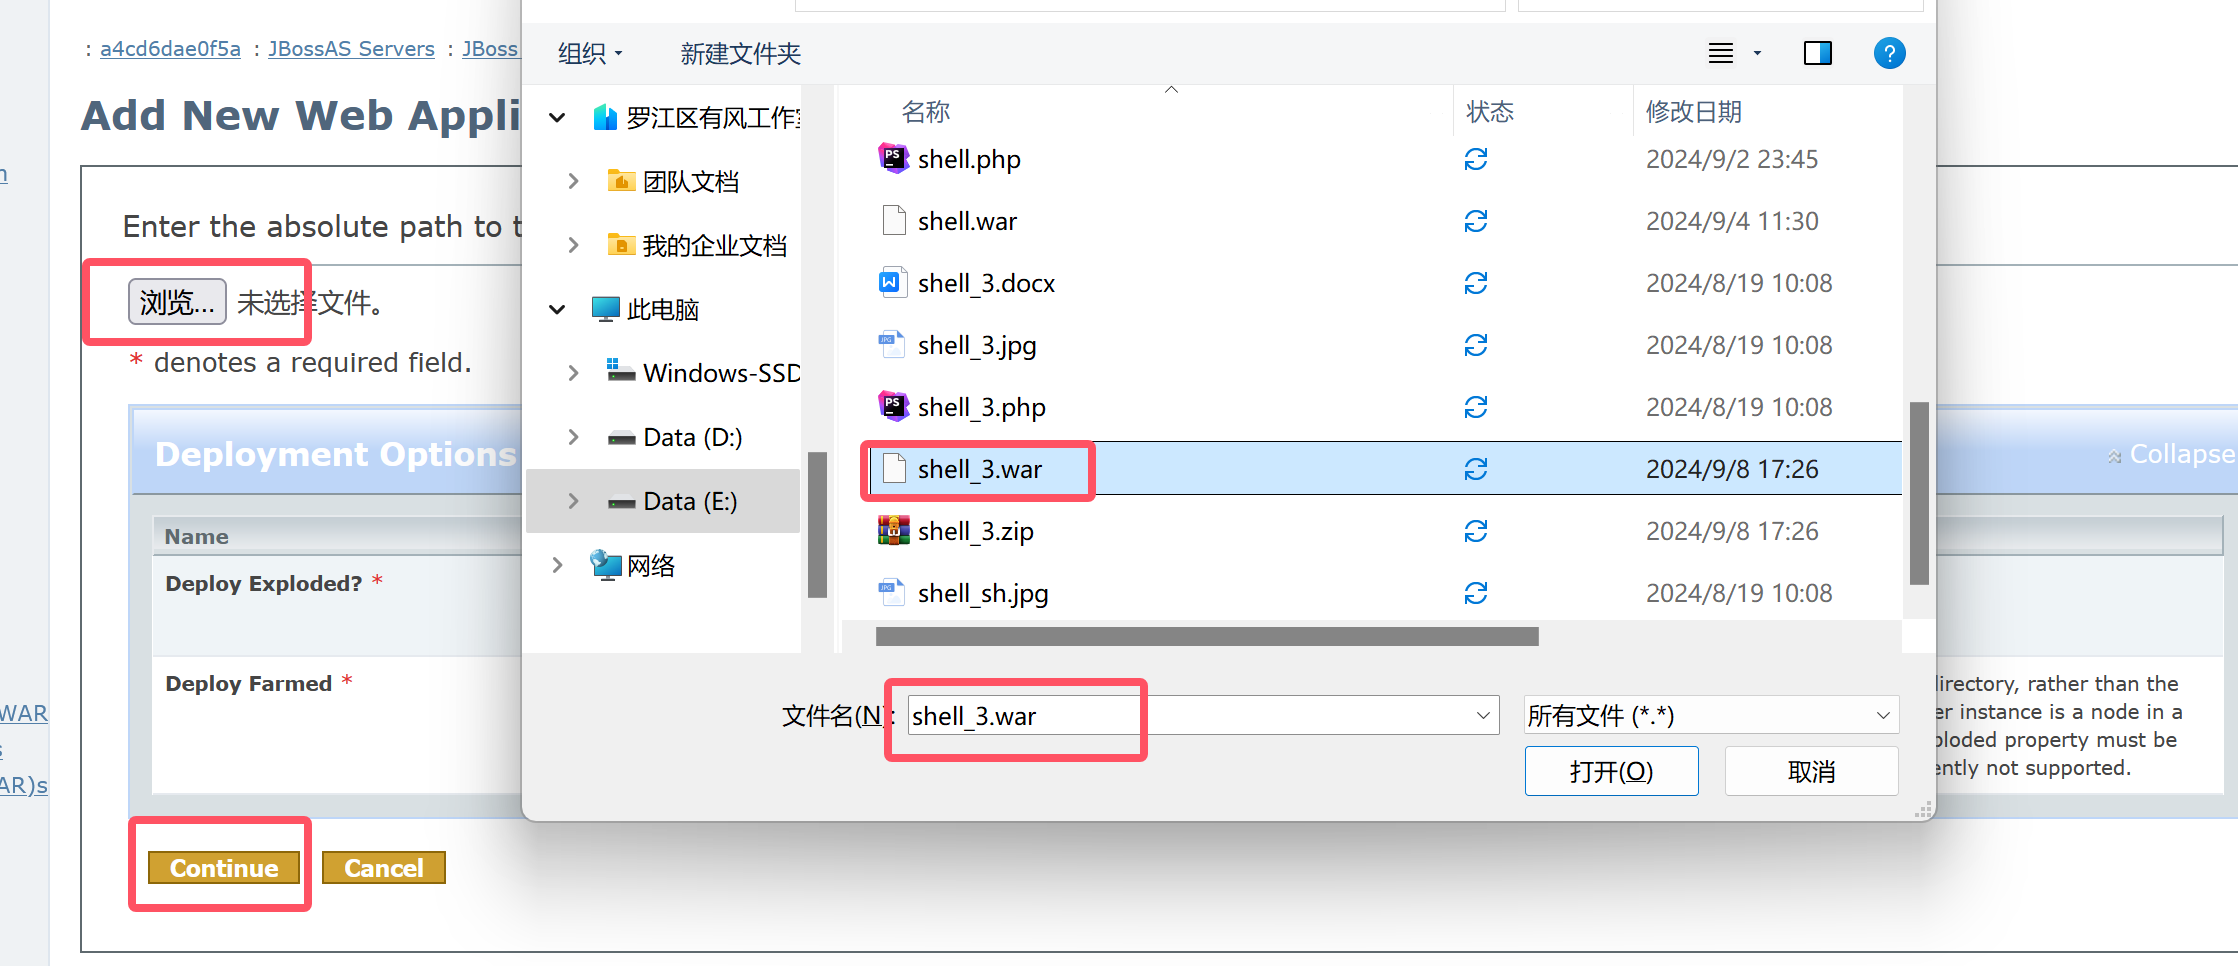 : a4cd6dae0f5a : JBossAS Servers : JBoss
Add New Web Appli
Enter the absolute path to t
浏览... 未选择文件。
* denotes a required field.
Deployment Options
Collapse
Name
Deploy Exploded? *
Deploy Farmed *
irectory, rather than the
er instance is a node in a
ploded property must be
ently not supported.
WAR
AR)s
Continue
Cancel
组织
新建文件夹
?
罗江区有风工作室
团队文档
我的企业文档
此电脑
Windows-SSD
Data (D:)
Data (E:)
网络
名称 状态 修改日期
shell.php 2024/9/2 23:45
shell.war 2024/9/4 11:30
shell_3.docx 2024/8/19 10:08
shell_3.jpg 2024/8/19 10:08
shell_3.php 2024/8/19 10:08
shell_3.war 2024/9/8 17:26
shell_3.zip 2024/9/8 17:26
shell_sh.jpg 2024/8/19 10:08
文件名(N): shell_3.war
所有文件 (*.*)
打开(O)
取消